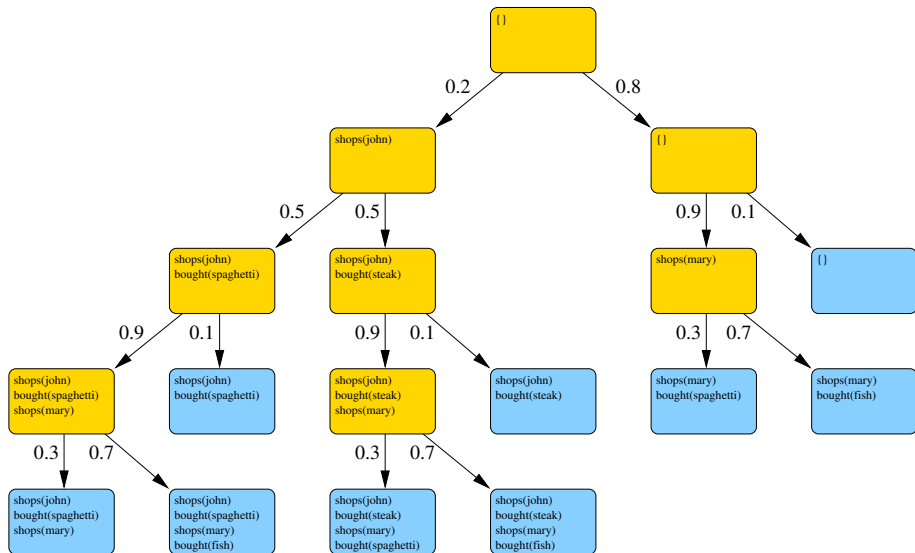 {}
0.2
0.8
shops(john)
{}
0.5
0.5
0.9
0.1
shops(john)
bought(spaghetti)
shops(john)
bought(steak)
shops(mary)
{}
0.9
0.1
0.9
0.1
0.3
0.7
shops(john)
bought(spaghetti)
shops(mary)
shops(john)
bought(spaghetti)
shops(john)
bought(steak)
shops(mary)
shops(john)
bought(steak)
shops(mary)
bought(spaghetti)
shops(mary)
bought(fish)
0.3
0.7
0.3
0.7
shops(john)
bought(spaghetti)
shops(mary)
shops(john)
bought(spaghetti)
shops(mary)
bought(fish)
shops(john)
bought(steak)
shops(mary)
bought(spaghetti)
shops(john)
bought(steak)
shops(mary)
bought(fish)